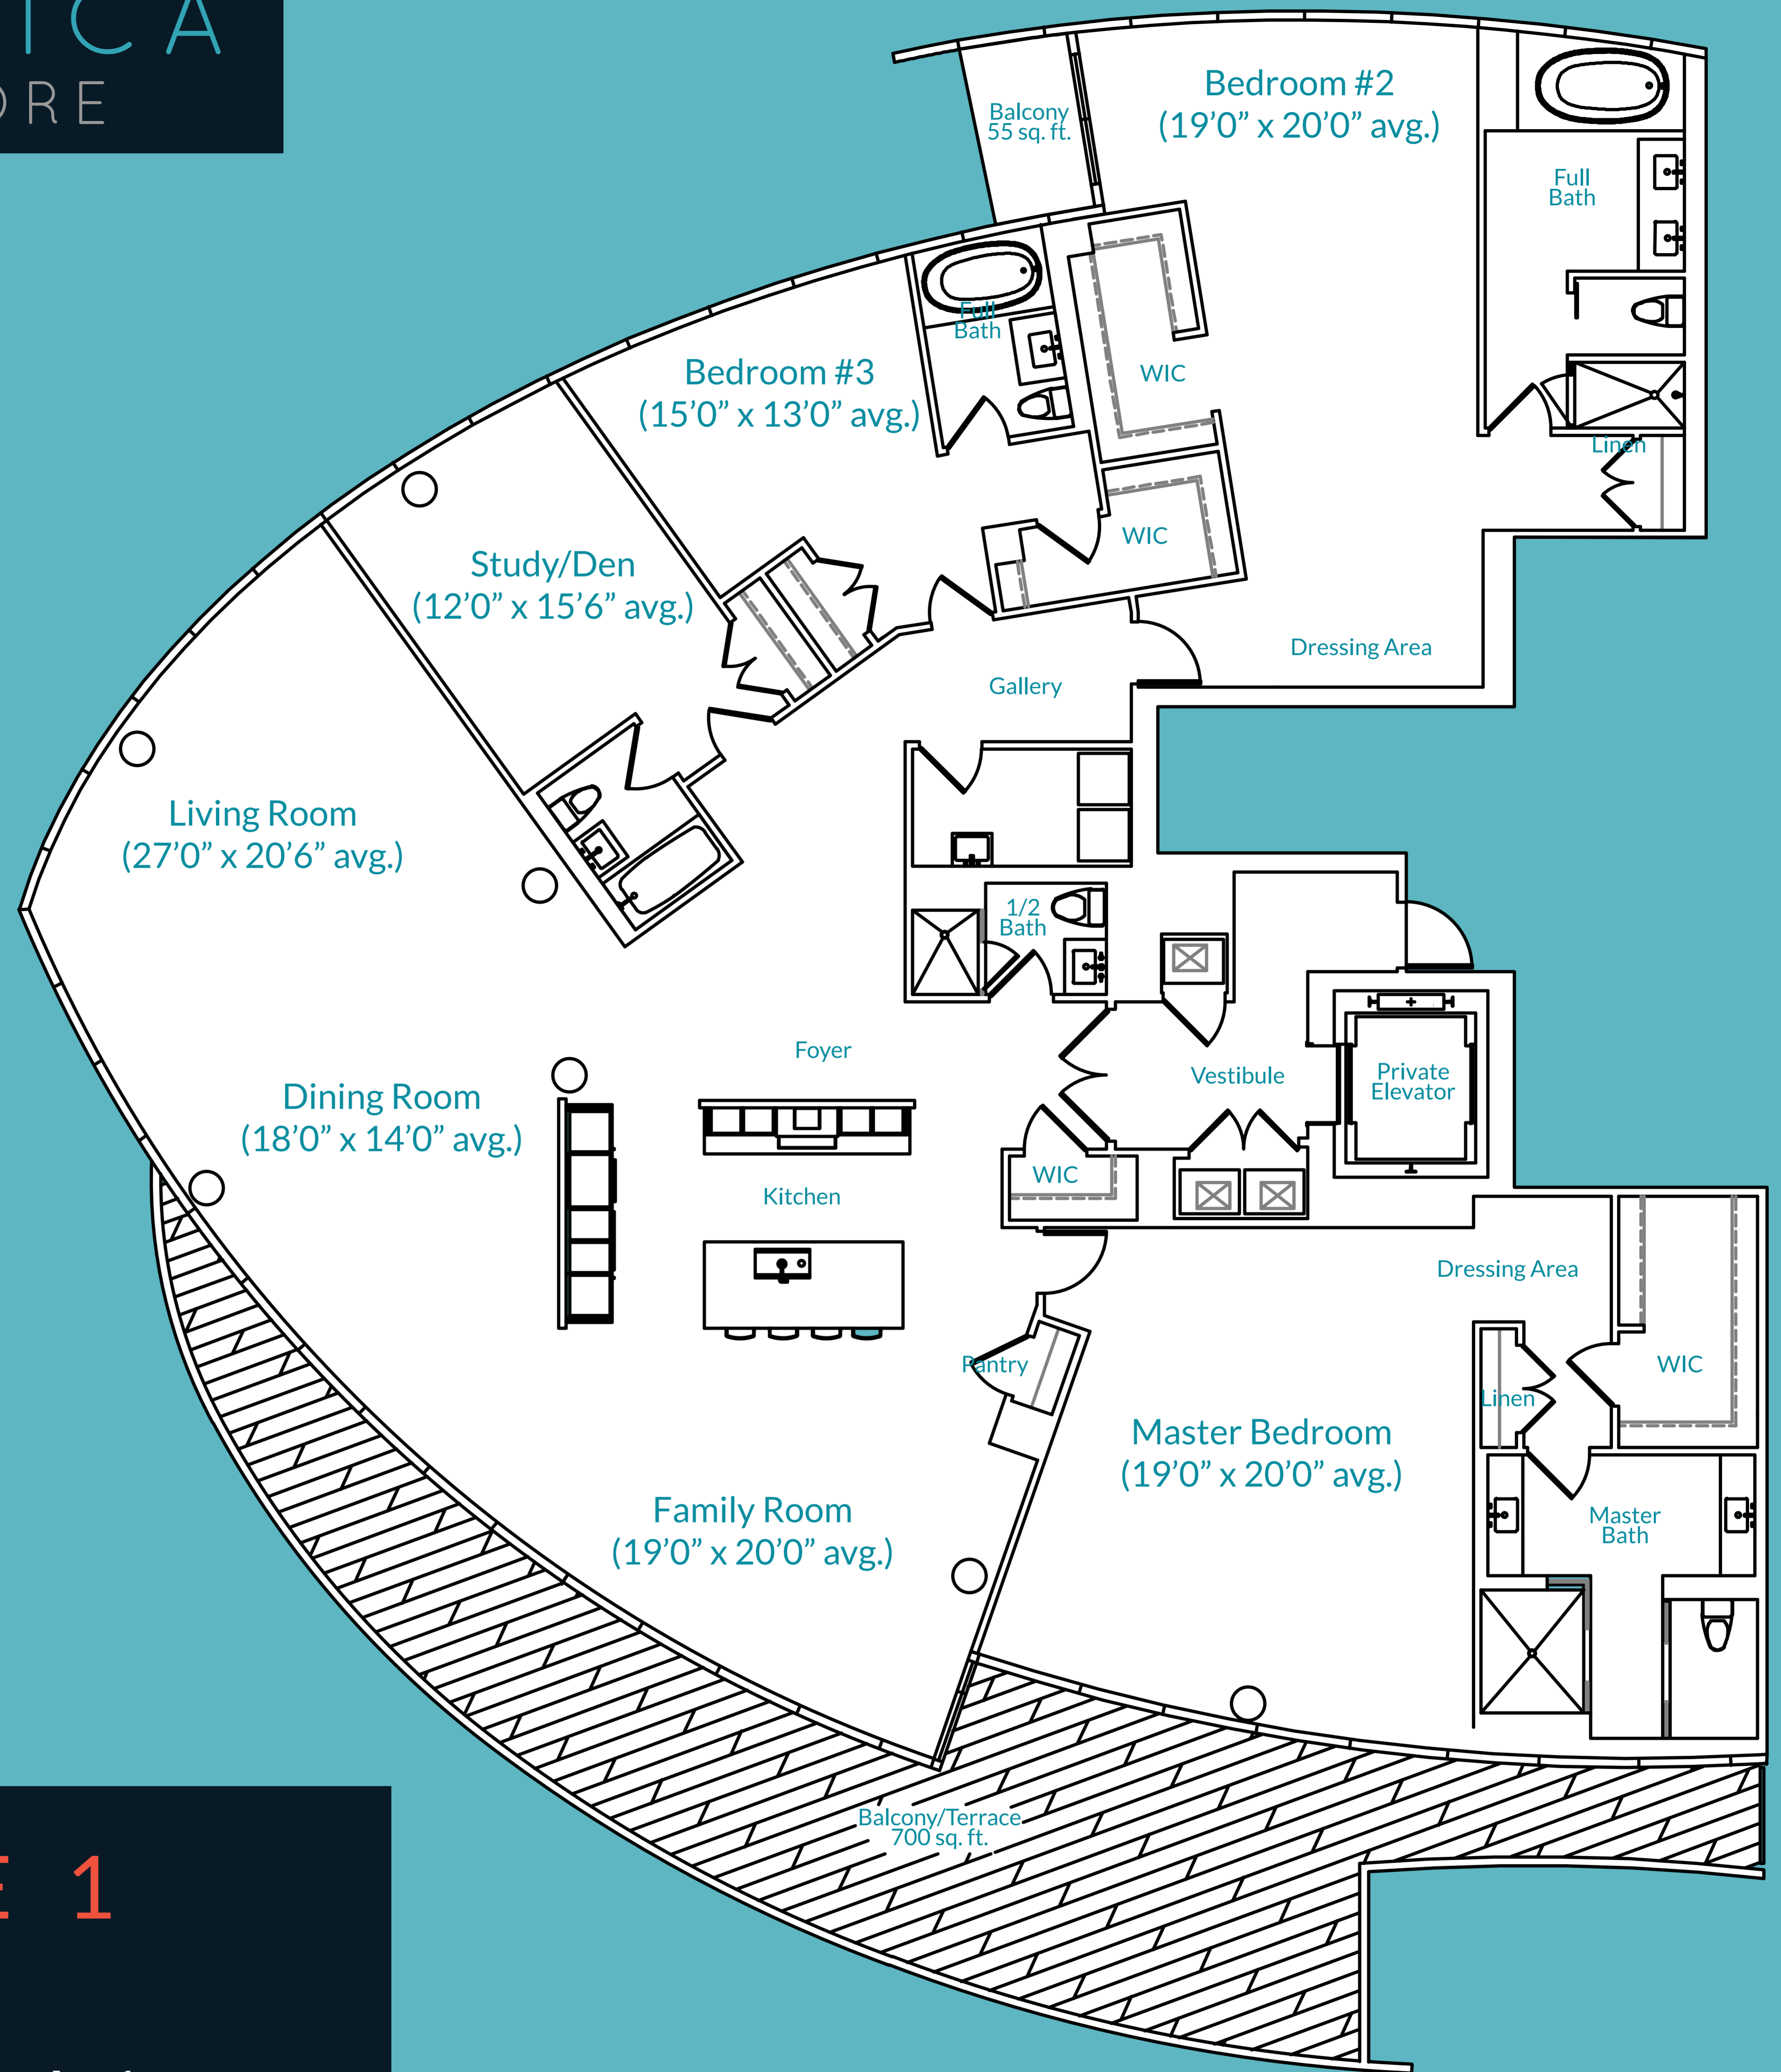 ICA
ORE
Bedroom #2
(19’0” x 20’0” avg.)
Balcony
55 sq. ft.
Full
Bath
Full
Bath
Bedroom #3
(15’0” x 13’0” avg.)
WIC
Linen
WIC
Study/Den
(12’0” x 15’6” avg.)
Dressing Area
Gallery
Living Room
(27’0” x 20’6” avg.)
1/2
Bath
Foyer
Vestibule
Private
Elevator
Dining Room
(18’0” x 14’0” avg.)
WIC
Kitchen
Dressing Area
Pantry
WIC
Linen
Master Bedroom
(19’0” x 20’0” avg.)
Family Room
(19’0” x 20’0” avg.)
Master
Bath
Balcony/Terrace
700 sq. ft.
E 1